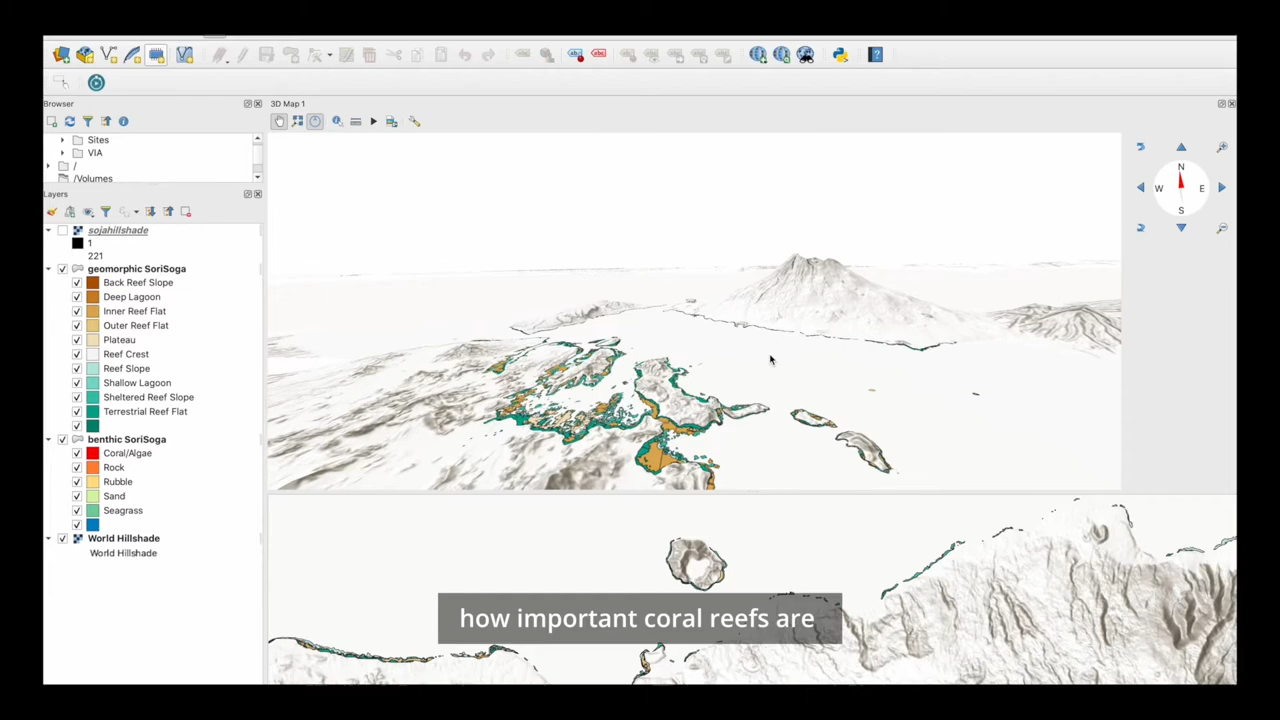 Browser
3D Map 1
Sites
VIA
/
/Volumes
Layers
sojahillshade
1
221
geomorphic SoriSoga
Back Reef Slope
Deep Lagoon
Inner Reef Flat
Outer Reef Flat
Plateau
Reef Crest
Reef Slope
Shallow Lagoon
Sheltered Reef Slope
Terrestrial Reef Flat
benthic SoriSoga
Coral/Algae
Rock
Rubble
Sand
Seagrass
World Hillshade
World Hillshade
N
W E
S
how important coral reefs are